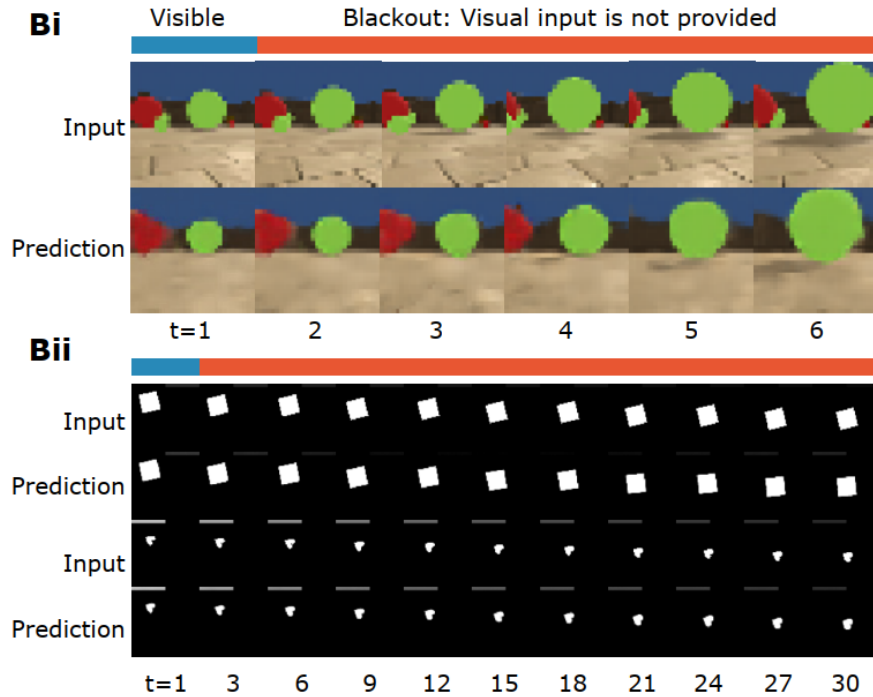 Bi
Visible
Blackout: Visual input is not provided
Input
Prediction
t=1 2 3 4 5 6
Bii
Input
Prediction
Input
Prediction
t=1 3 6 9 12 15 18 21 24 27 30